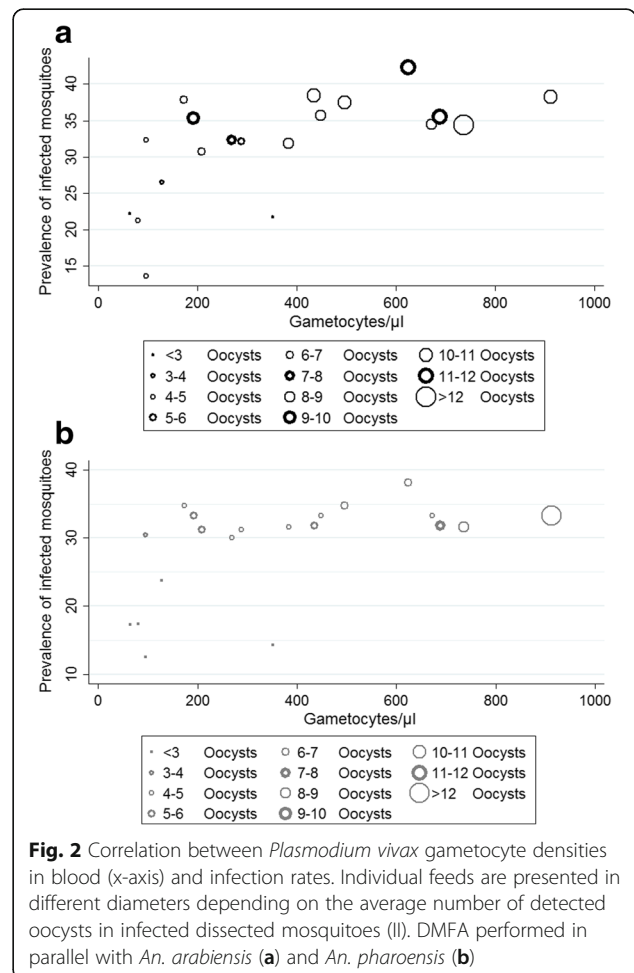 a
Prevalence of infected mosquitoes
40
35
30
25
20
15
0 200 400 600 800 1000
Gametocytes/µl
<3 Oocysts 6-7 Oocysts 10-11 Oocysts
3-4 Oocysts 7-8 Oocysts 11-12 Oocysts
4-5 Oocysts 8-9 Oocysts >12 Oocysts
5-6 Oocysts 9-10 Oocysts
b
Prevalence of infected mosquitoes
40
30
20
10
0 200 400 600 800 1000
Gametocytes/µl
<3 Oocysts 6-7 Oocysts 10-11 Oocysts
3-4 Oocysts 7-8 Oocysts 11-12 Oocysts
4-5 Oocysts 8-9 Oocysts >12 Oocysts
5-6 Oocysts 9-10 Oocysts
Fig. 2 Correlation between Plasmodium vivax gametocyte densities
in blood (x-axis) and infection rates. Individual feeds are presented in
different diameters depending on the average number of detected
oocysts in infected dissected mosquitoes (II). DMFA performed in
parallel with An. arabiensis (a) and An. pharoensis (b)